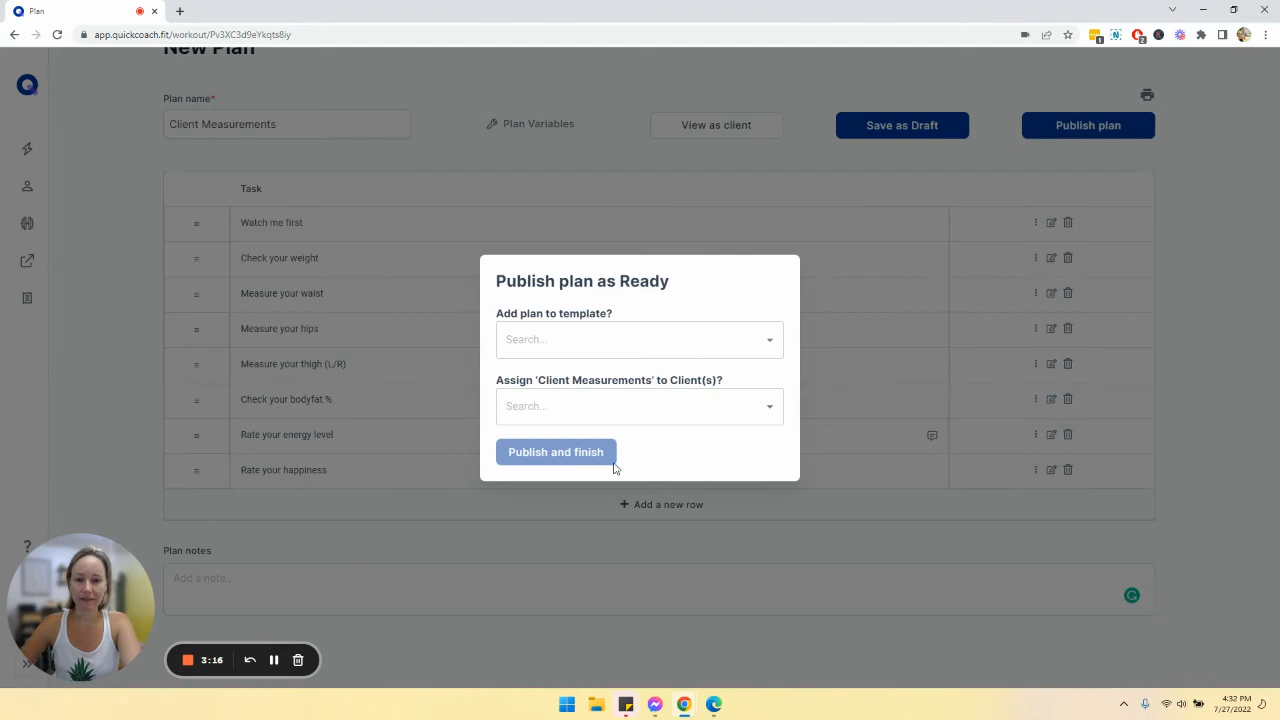 Plan
app.quickcoach.fit/workout/Pv3XC3d9eYkqts8iy
1
2
New Plan
Plan name*
Client Measurements
Plan Variables
View as client
Save as Draft
Publish plan
Task
Watch me first
Check your weight
Measure your waist
Measure your hips
Measure your thigh (L/R)
Check your bodyfat %
Rate your energy level
Rate your happiness
+ Add a new row
Publish plan as Ready
Add plan to template?
Search...
Assign ‘Client Measurements’ to Client(s)?
Search...
Publish and finish
Plan notes
Add a note...
?
3:16
4:32 PM
7/27/2022